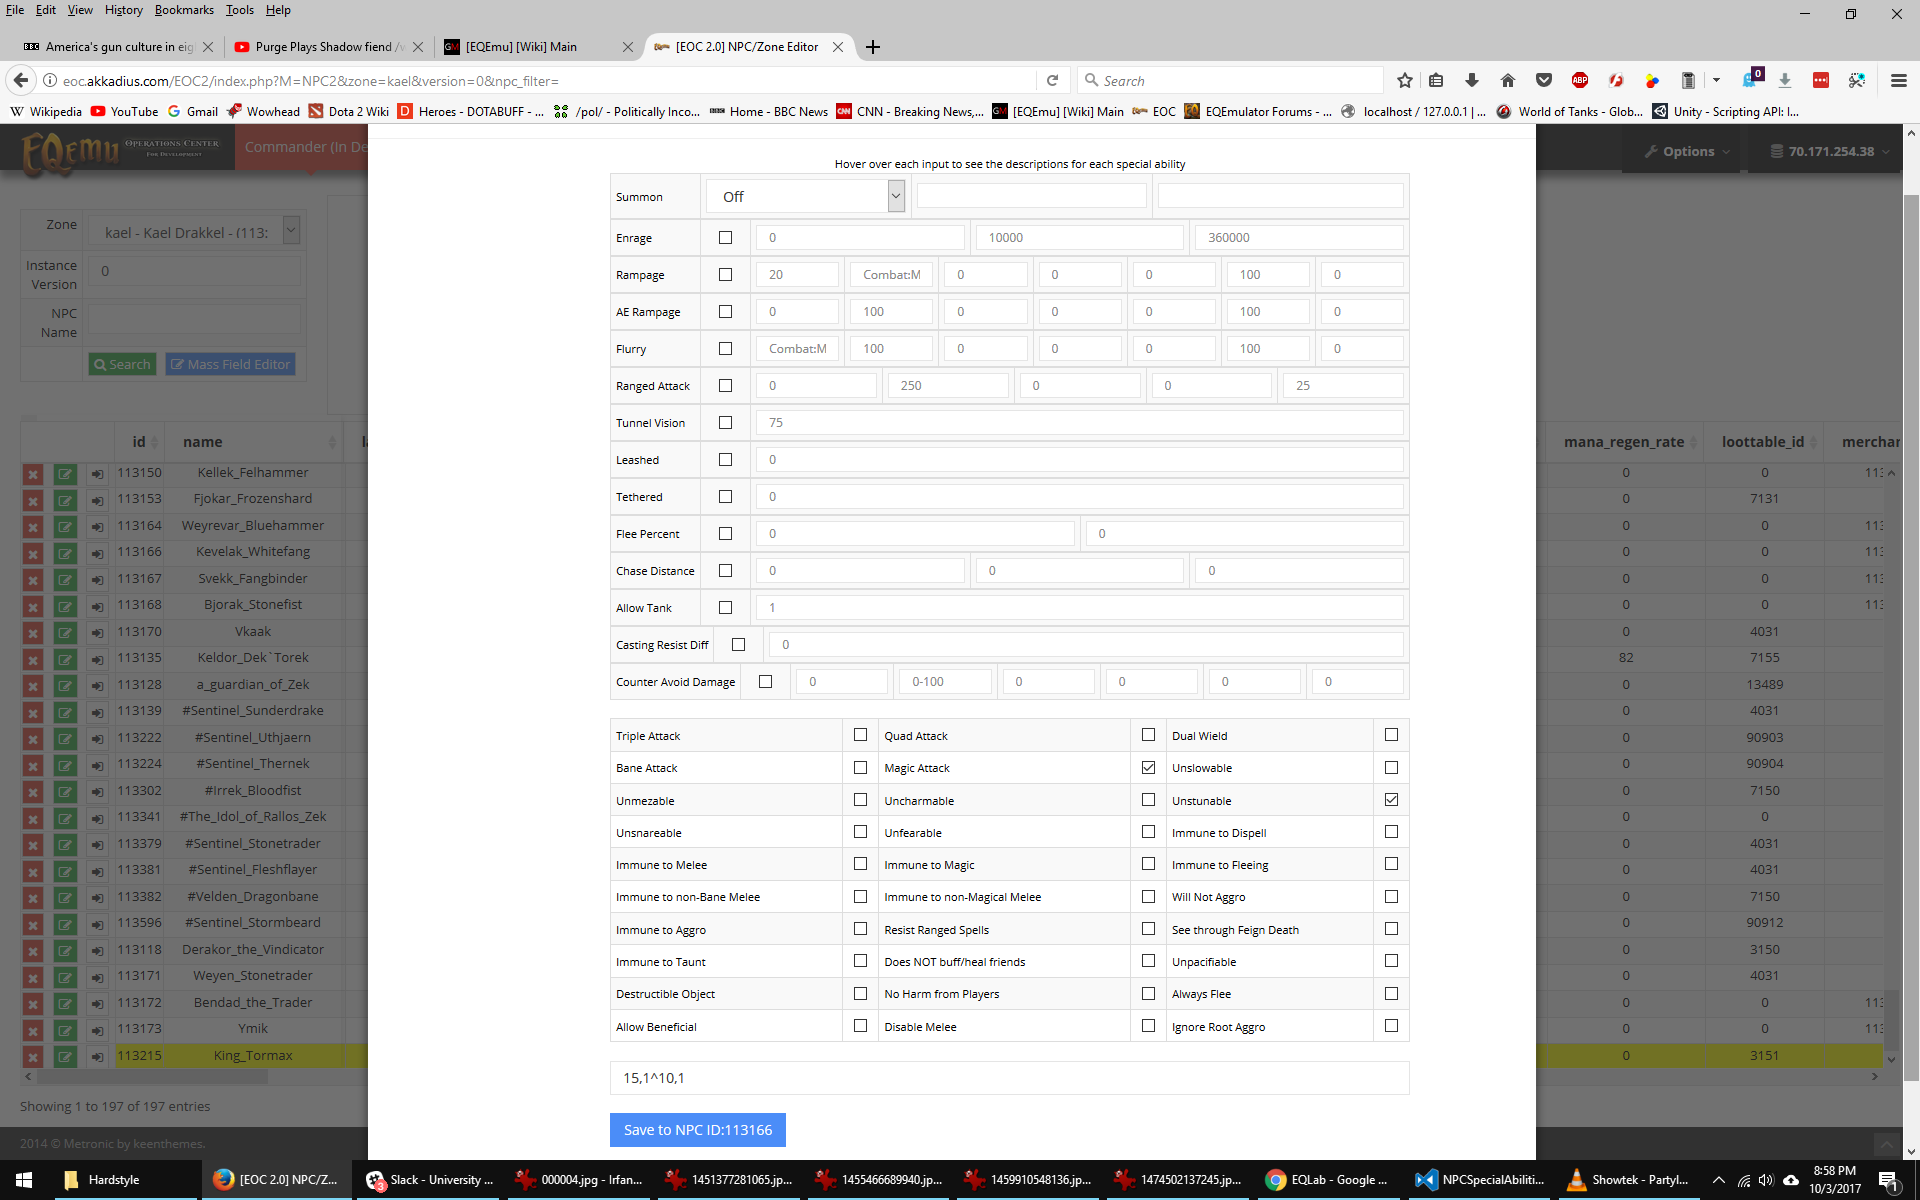 File Edit View History Bookmarks Tools Help
BBC America's gun culture in eig
Purge Plays Shadow fiend /w
GM [EQEmu] [Wiki] Main
[EOC 2.0] NPC/Zone Editor
eoc.akkadius.com/EOC2/index.php?M=NPC2&zone=kael&version=0&npc_filter=
Search
ABP
0
Wikipedia YouTube Gmail Wowhead Dota 2 Wiki Heroes - DOTABUFF - ... /pol/ - Politically Inco... Home - BBC News CNN - Breaking News,... [EQEmu] [Wiki] Main EOC EQEmulator Forums - ... localhost / 127.0.0.1 | ... World of Tanks - Glob... Unity - Scripting API: I...
EQEmu OPERATIONS CENTER
FOR DEVELOPMENT
Commander (In De
Options
70.171.254.38
Zone kael - Kael Drakkel - (113:
Instance Version 0
NPC Name
Search Mass Field Editor
Hover over each input to see the descriptions for each special ability
Summon Off
Enrage 0 10000 360000
Rampage 20 Combat:M 0 0 0 100 0
AE Rampage 0 100 0 0 0 100 0
Flurry Combat:M 100 0 0 0 100 0
Ranged Attack 0 250 0 0 25
Tunnel Vision 75
Leashed 0
Tethered 0
Flee Percent 0 0
Chase Distance 0 0 0
Allow Tank 1
Casting Resist Diff 0
Counter Avoid Damage 0 0-100 0 0 0 0
Triple Attack Quad Attack Dual Wield
Bane Attack Magic Attack Unslowable
Unmezable Uncharmable Unstunable
Unsnareable Unfearable Immune to Dispell
Immune to Melee Immune to Magic Immune to Fleeing
Immune to non-Bane Melee Immune to non-Magical Melee Will Not Aggro
Immune to Aggro Resist Ranged Spells See through Feign Death
Immune to Taunt Does NOT buff/heal friends Unpacifiable
Destructible Object No Harm from Players Always Flee
Allow Beneficial Disable Melee Ignore Root Aggro
15,1^10,1
Save to NPC ID:113166
id name mana_regen_rate loottable_id merchar
113150 Kellek_Felhammer 0 0 113
113153 Fjokar_Frozenshard 0 7131
113164 Weyrevar_Bluehammer 0 0 113
113166 Kevelak_Whitefang 0 0 113
113167 Svekk_Fangbinder 0 0 113
113168 Bjorak_Stonefist 0 0 113
113170 Vkaak 0 4031
113135 Keldor_Dek`Torek 82 7155
113128 a_guardian_of_Zek 0 13489
113139 #Sentinel_Sunderdrake 0 4031
113222 #Sentinel_Uthjaern 0 90903
113224 #Sentinel_Thernek 0 90904
113302 #Irrek_Bloodfist 0 7150
113341 #The_Idol_of_Rallos_Zek 0 0
113379 #Sentinel_Stonetrader 0 4031
113381 #Sentinel_Fleshflayer 0 4031
113382 #Velden_Dragonbane 0 7150
113596 #Sentinel_Stormbeard 0 90912
113118 Derakor_the_Vindicator 0 3150
113171 Weyen_Stonetrader 0 4031
113172 Bendad_the_Trader 0 0 113
113173 Ymik 0 0 113
113215 King_Tormax 0 3151
Showing 1 to 197 of 197 entries
2014 © Metronic by keenthemes.
Hardstyle
[EOC 2.0] NPC/Z...
3 Slack - University ...
000004.jpg - Irfan...
1451377281065.jp...
1455466689940.jp...
1459910548136.jp...
1474502137245.jp...
EQLab - Google ...
NPCSpecialAbiliti...
Showtek - Partyl...
8:58 PM
10/3/2017
1